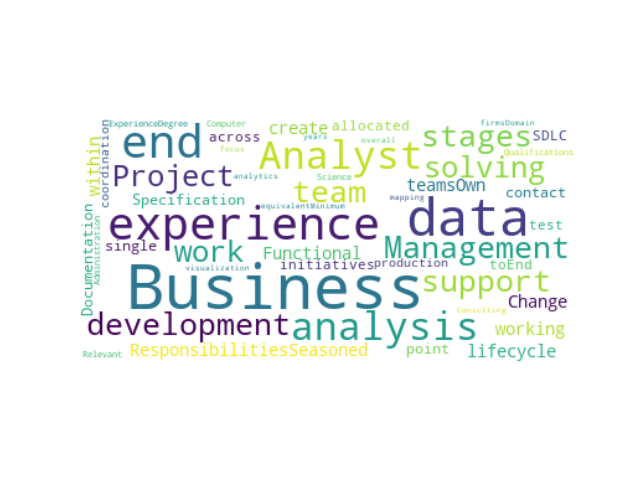 ExperienceDegree Computer create allocated firmsDomain
end across years overall stages SDLC
coordination focus Analyst Qualifications
within Project analytics Science solving
team teamsOwn contact
Specification equivalentMinimum mapping
experience data test
Documentation Administration single work Functional Management
visualization initiatives production toEnd
Business support Change
development analysis Consulting working
Relevant ResponsibilitiesSeasoned point lifecycle